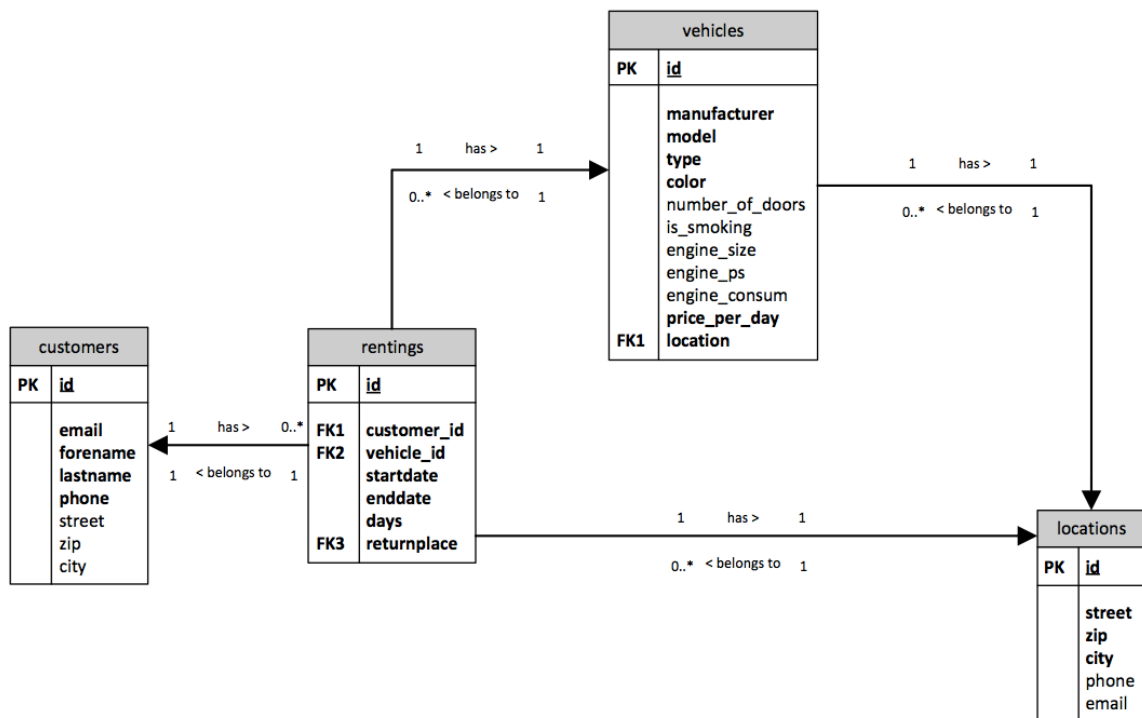 vehicles
PK id
manufacturer
model
type
color
number_of_doors
is_smoking
engine_size
engine_ps
engine_consum
price_per_day
FK1 location
1 has > 1
0..* < belongs to 1
1 has > 1
0..* < belongs to 1
customers
PK id
email
forename
lastname
phone
street
zip
city
1 has > 0..*
1 < belongs to 1
rentings
PK id
FK1 customer_id
FK2 vehicle_id
startdate
enddate
days
FK3 returnplace
1 has > 1
0..* < belongs to 1
locations
PK id
street
zip
city
phone
email